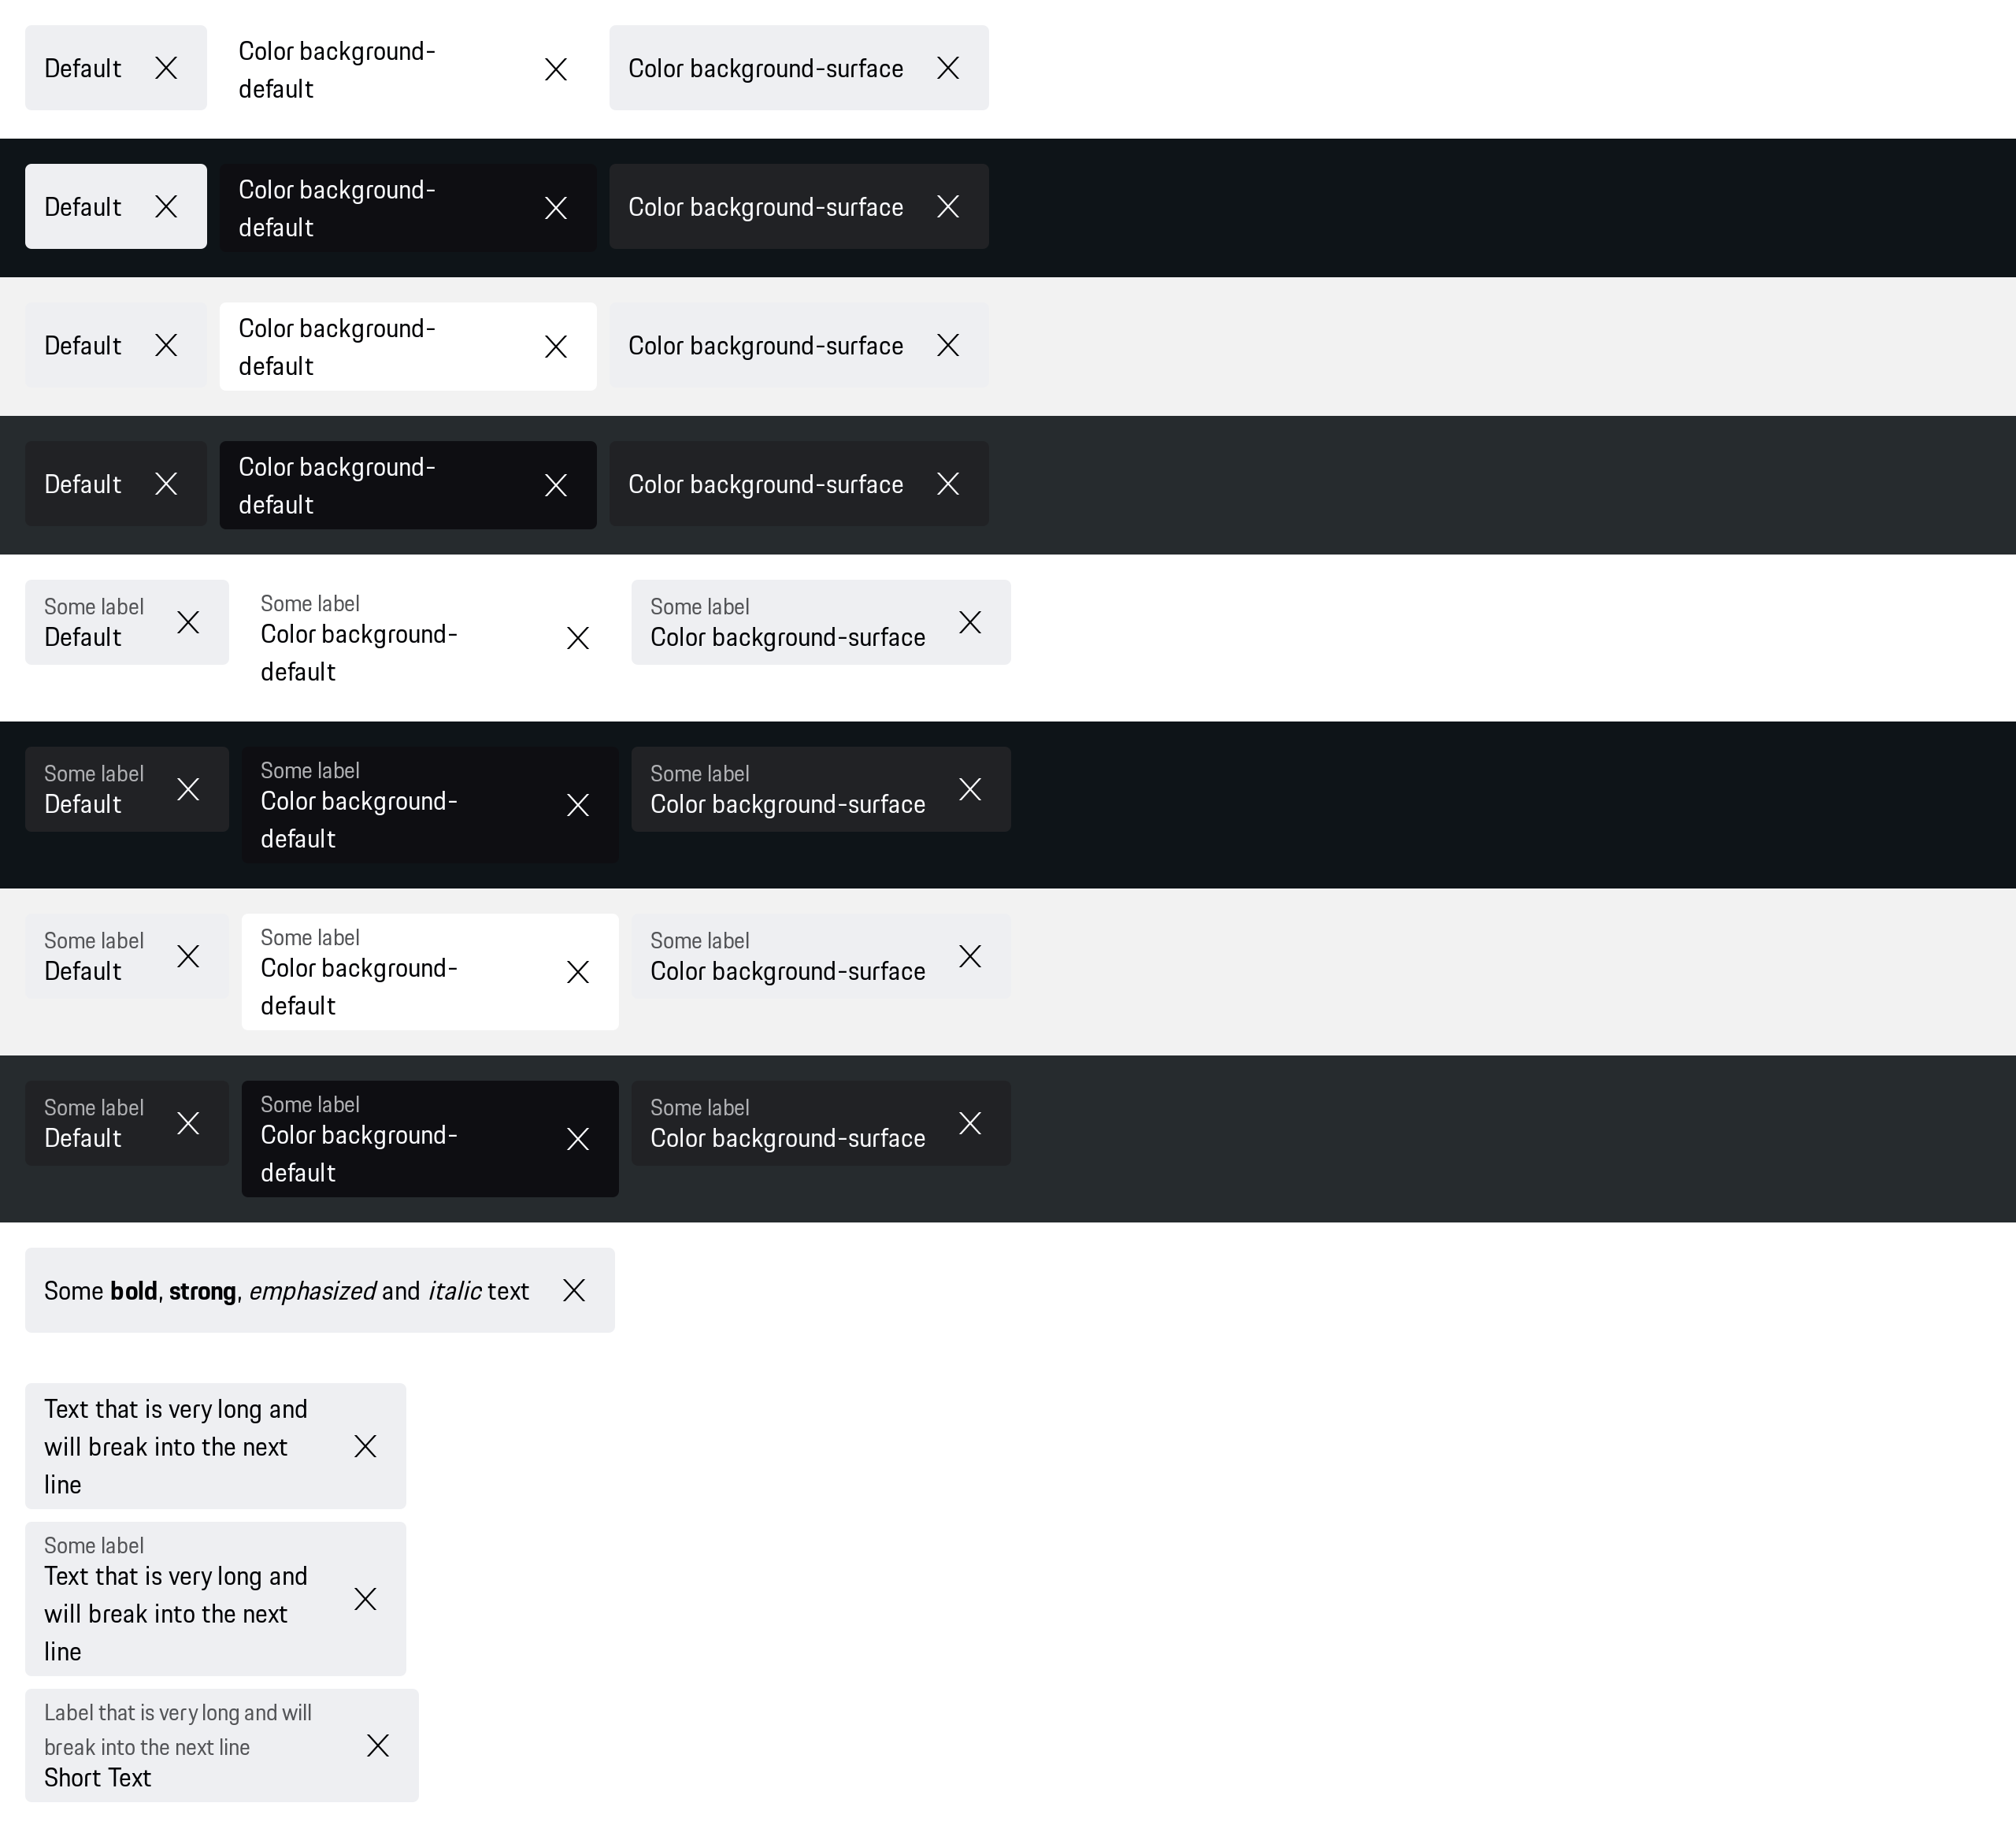 Default
Color background-
default
Color background-surface
Default
Color background-
default
Color background-surface
Default
Color background-
default
Color background-surface
Default
Color background-
default
Color background-surface
Some label
Default
Some label
Color background-
default
Some label
Color background-surface
Some label
Default
Some label
Color background-
default
Some label
Color background-surface
Some label
Default
Some label
Color background-
default
Some label
Color background-surface
Some label
Default
Some label
Color background-
default
Some label
Color background-surface
Some bold, strong, emphasized and italic text
Text that is very long and
will break into the next
line
Some label
Text that is very long and
will break into the next
line
Label that is very long and will
break into the next line
Short Text